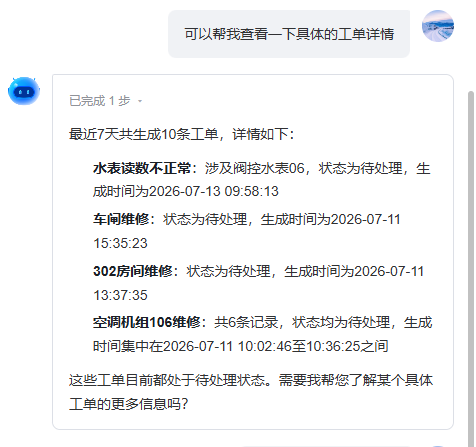 可以帮我查看一下具体的工单详情
已完成 1 步
最近7天共生成10条工单，详情如下：
水表读数不正常：涉及阀控水表06，状态为待处理，生
成时间为2026-07-13 09:58:13
车闸维修：状态为待处理，生成时间为2026-07-11
15:35:23
302房间维修：状态为待处理，生成时间为2026-07-11
13:37:35
空调机组106维修：共6条记录，状态均为待处理，生成
时间集中在2026-07-11 10:02:46至10:36:25之间
这些工单目前都处于待处理状态。需要我帮您了解某个具体
工单的更多信息吗？